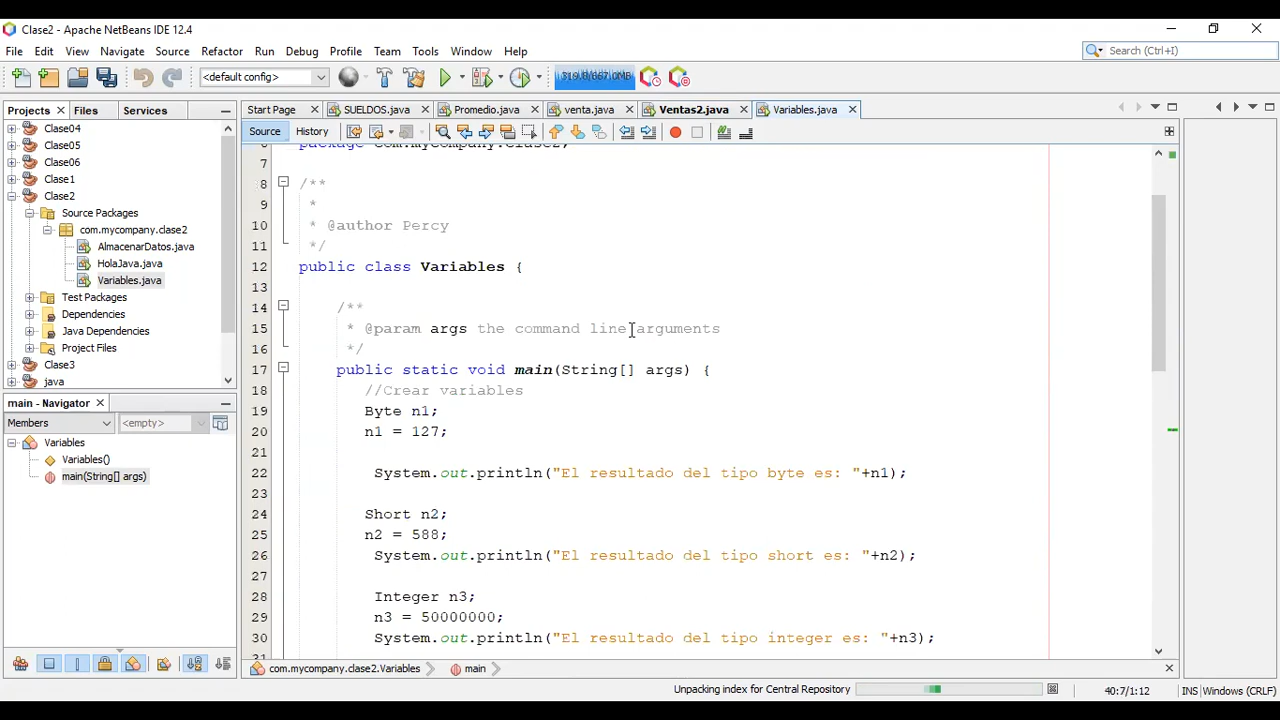 Clase2 - Apache NetBeans IDE 12.4
File Edit View Navigate Source Refactor Run Debug Profile Team Tools Window Help
Search (Ctrl+I)
<default config>
Projects Files Services
Start Page SUELDOS.java Promedio.java venta.java Ventas2.java Variables.java
Source History
Clase04
Clase05
Clase06
Clase1
Clase2
Source Packages
com.mycompany.clase2
AlmacenarDatos.java
HolaJava.java
Variables.java
Test Packages
Dependencies
Java Dependencies
Project Files
Clase3
java
main - Navigator
Members <empty>
Variables
Variables()
main(String[] args)
6 package com.mycompany.clase2;
7
8 /**
9 *
10 * @author Percy
11 */
12 public class Variables {
13
14 /**
15 * @param args the command line arguments
16 */
17 public static void main(String[] args) {
18 //Crear variables
19 Byte n1;
20 n1 = 127;
21
22 System.out.println("El resultado del tipo byte es: "+n1);
23
24 Short n2;
25 n2 = 588;
26 System.out.println("El resultado del tipo short es: "+n2);
27
28 Integer n3;
29 n3 = 50000000;
30 System.out.println("El resultado del tipo integer es: "+n3);
31
com.mycompany.clase2.Variables main
Unpacking index for Central Repository
40:7/1:12 INS Windows (CRLF)